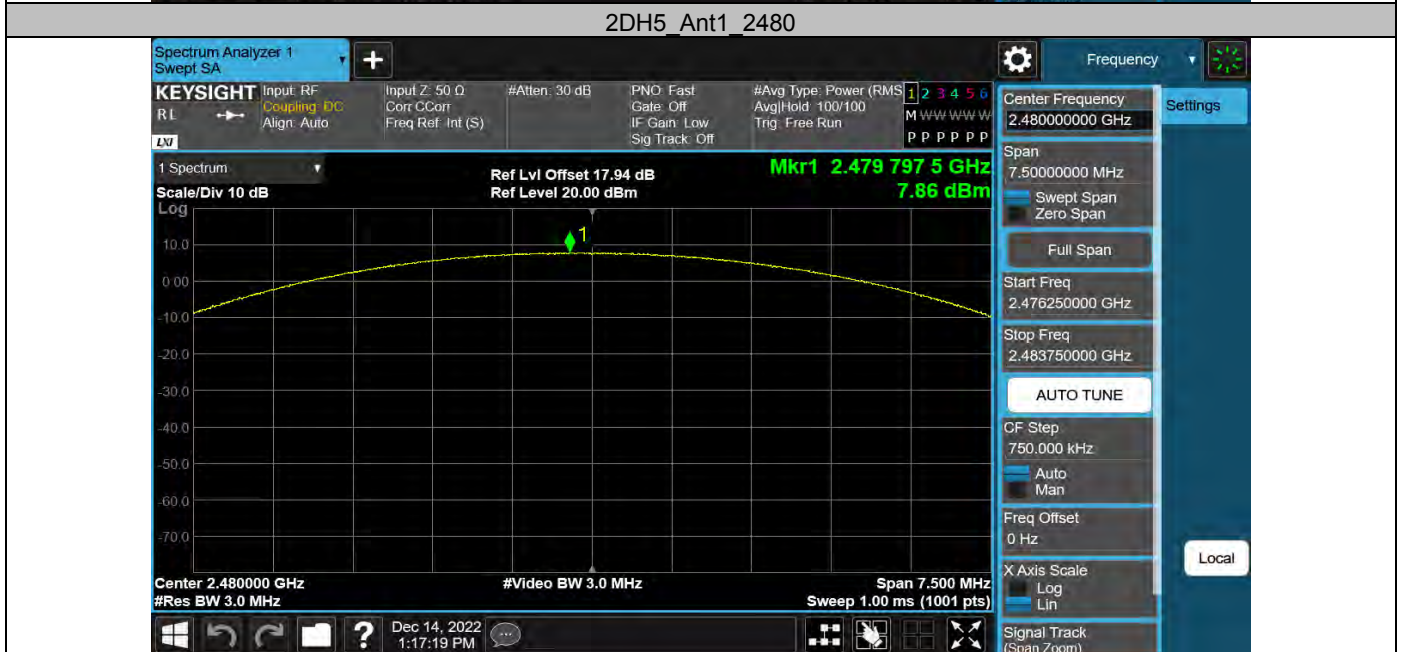 2DH5_Ant1_2480
Spectrum Analyzer 1
Swept SA
+
Frequency
KEYSIGHT
RL
LXI
Input: RF
Coupling: DC
Align: Auto
Input Z: 50 Ω
Corr CCorr
Freq Ref: Int (S)
#Atten: 30 dB
PNO: Fast
Gate: Off
IF Gain: Low
Sig Track: Off
#Avg Type: Power (RMS
Avg|Hold: 100/100
Trig: Free Run
1 2 3 4 5 6
M W W W W W
P P P P P P
Center Frequency
2.480000000 GHz
Settings
1 Spectrum
Scale/Div 10 dB
Log
Ref Lvl Offset 17.94 dB
Ref Level 20.00 dBm
Mkr1 2.479 797 5 GHz
7.86 dBm
Span
7.50000000 MHz
Swept Span
Zero Span
Full Span
Start Freq
2.476250000 GHz
Stop Freq
2.483750000 GHz
AUTO TUNE
CF Step
750.000 kHz
Auto
Man
Freq Offset
0 Hz
X Axis Scale
Log
Lin
Signal Track
(Span Zoom)
Local
1
10.0
0.00
-10.0
-20.0
-30.0
-40.0
-50.0
-60.0
-70.0
Center 2.480000 GHz
#Res BW 3.0 MHz
#Video BW 3.0 MHz
Span 7.500 MHz
Sweep 1.00 ms (1001 pts)
?
Dec 14, 2022
1:17:19 PM